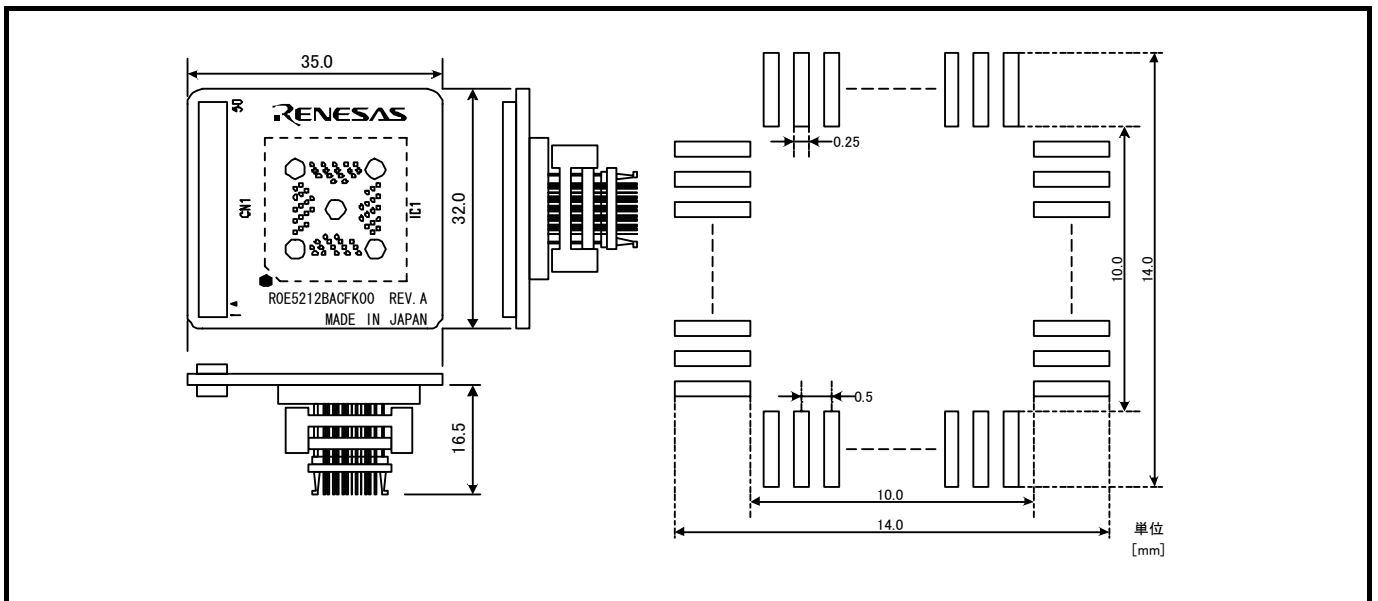 35.0
50
RENESAS
CN1
IC1
32.0
R0E5212BACFK00 REV. A
1 ▲
MADE IN JAPAN
16.5
0.25
10.0
14.0
0.5
10.0
14.0
単位
[mm]